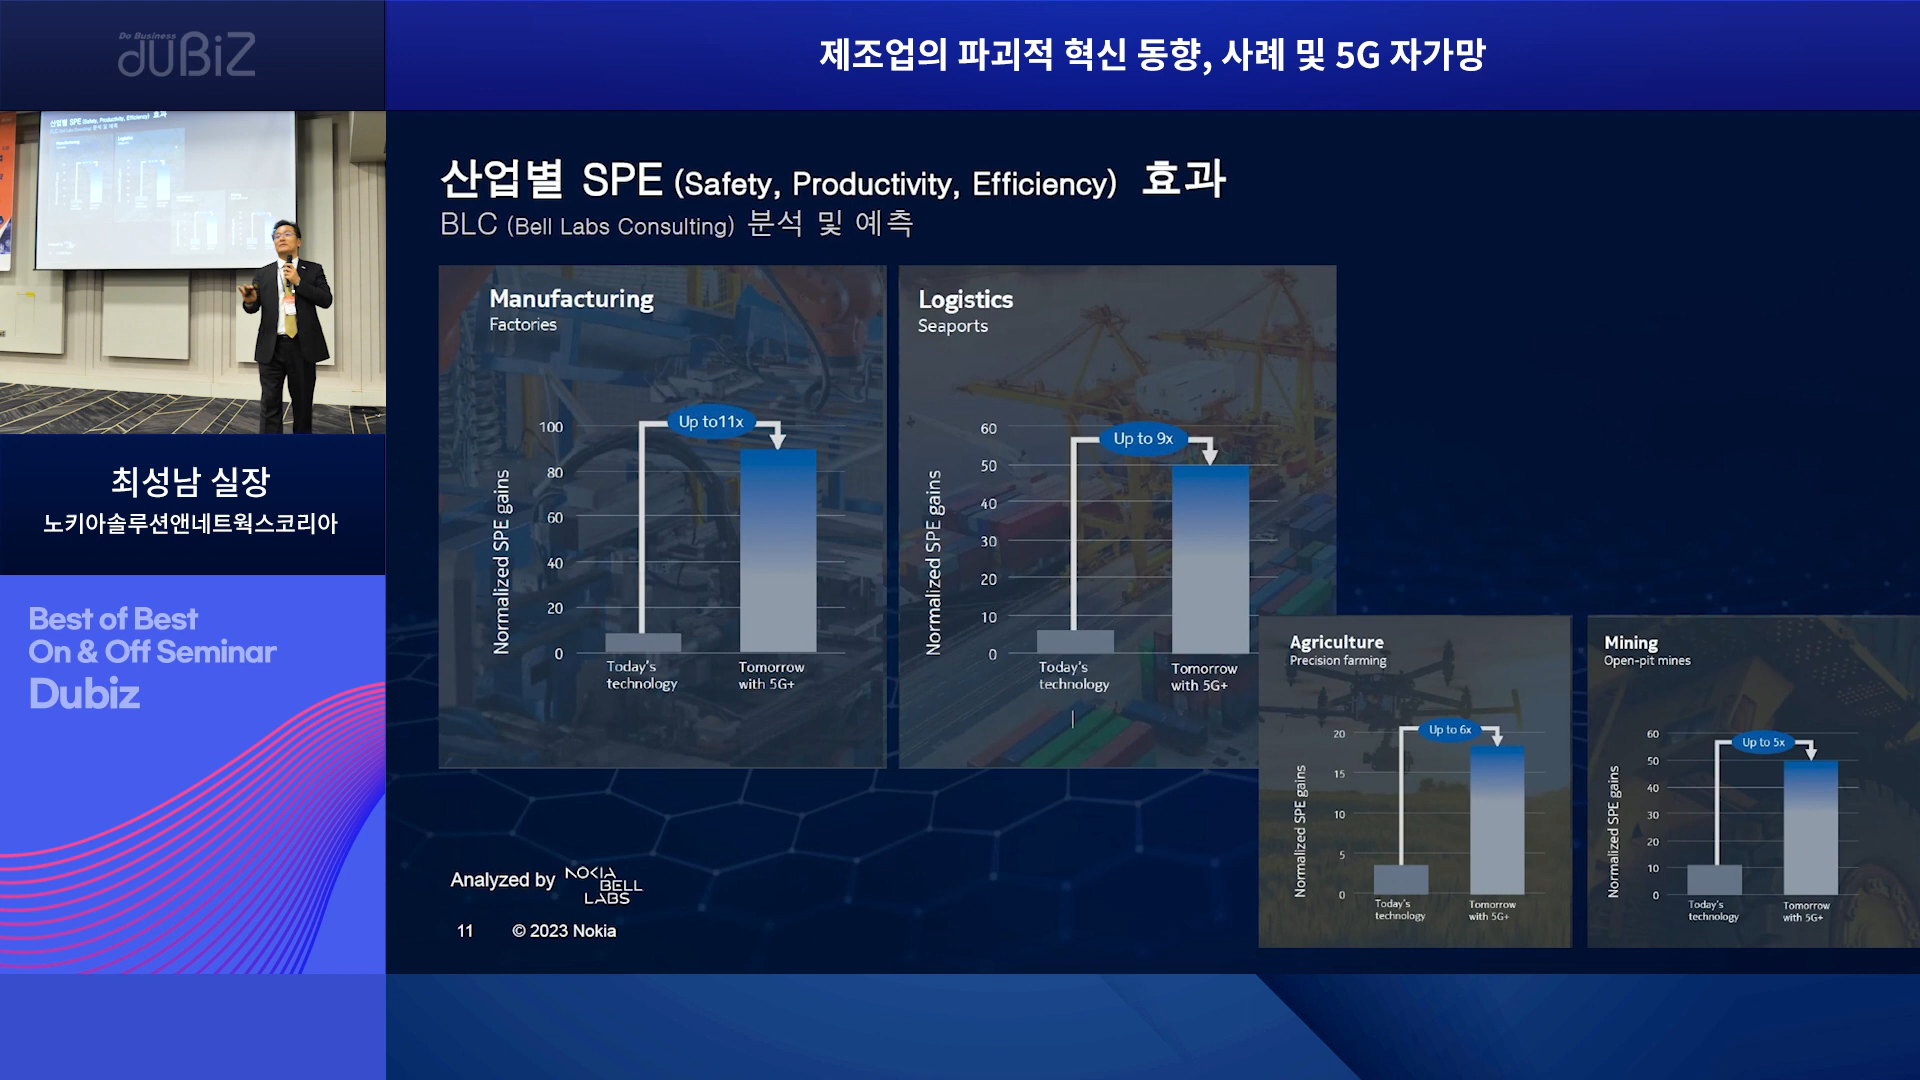 Do Business
duBiZ
제조업의 파괴적 혁신 동향, 사례 및 5G 자가망
산업별 SPE (Safety, Productivity, Efficiency) 효과
BLC (Bell Labs Consulting) 분석 및 예측
최성남 실장
노키아솔루션앤네트웍스코리아
Best of Best
On & Off Seminar
Dubiz
Manufacturing
Factories
Normalized SPE gains
100
80
60
40
20
0
Up to11x
Today's
technology
Tomorrow
with 5G+
Logistics
Seaports
Normalized SPE gains
60
50
40
30
20
10
0
Up to 9x
Today's
technology
Tomorrow
with 5G+
Agriculture
Precision farming
Normalized SPE gains
20
15
10
5
0
Up to 6x
Today's
technology
Tomorrow
with 5G+
Mining
Open-pit mines
Normalized SPE gains
60
50
40
30
20
10
0
Up to 5x
Today's
technology
Tomorrow
with 5G+
Analyzed by
NOKIA
BELL
LABS
11 © 2023 Nokia